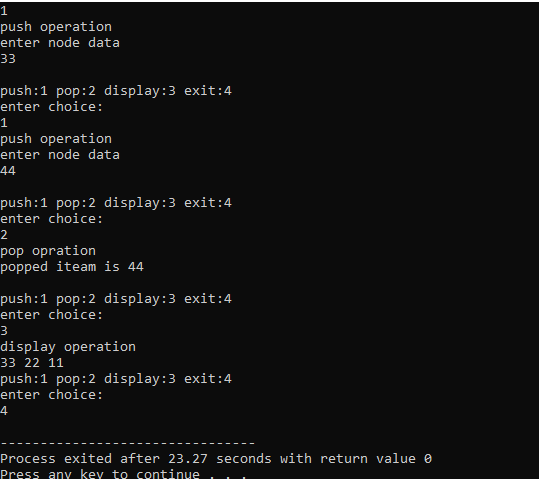 1
push operation
enter node data
33
push:1 pop:2 display:3 exit:4
enter choice:
1
push operation
enter node data
44
push:1 pop:2 display:3 exit:4
enter choice:
2
pop opration
popped iteam is 44
push:1 pop:2 display:3 exit:4
enter choice:
3
display operation
33 22 11
push:1 pop:2 display:3 exit:4
enter choice:
4
--------------------------------
Process exited after 23.27 seconds with return value 0
Press any key to continue . . .